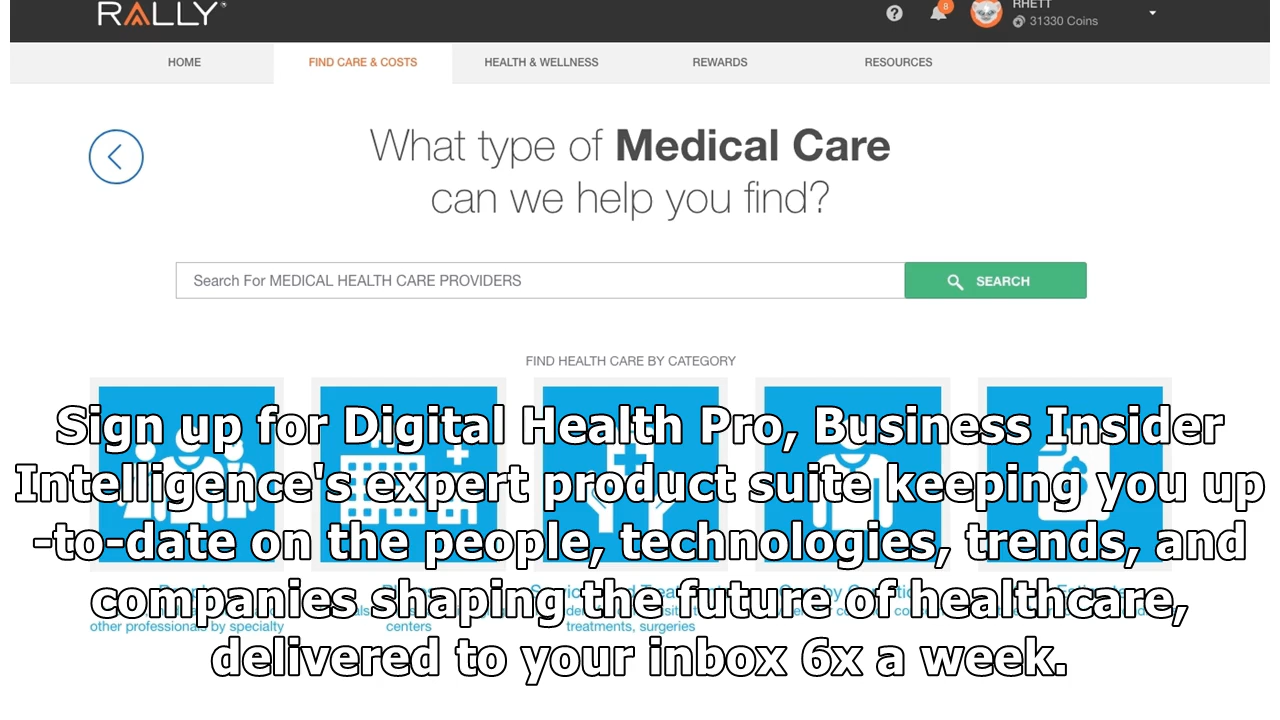 RALLY
8
RHETT
31330 Coins
HOME
FIND CARE & COSTS
HEALTH & WELLNESS
REWARDS
RESOURCES
What type of Medical Care
can we help you find?
Search For MEDICAL HEALTH CARE PROVIDERS
SEARCH
FIND HEALTH CARE BY CATEGORY
Sign up for Digital Health Pro, Business Insider
Intelligence's expert product suite keeping you up
-to-date on the people, technologies, trends, and
companies shaping the future of healthcare,
delivered to your inbox 6x a week.
other professionals by specialty
centers
treatments, surgeries